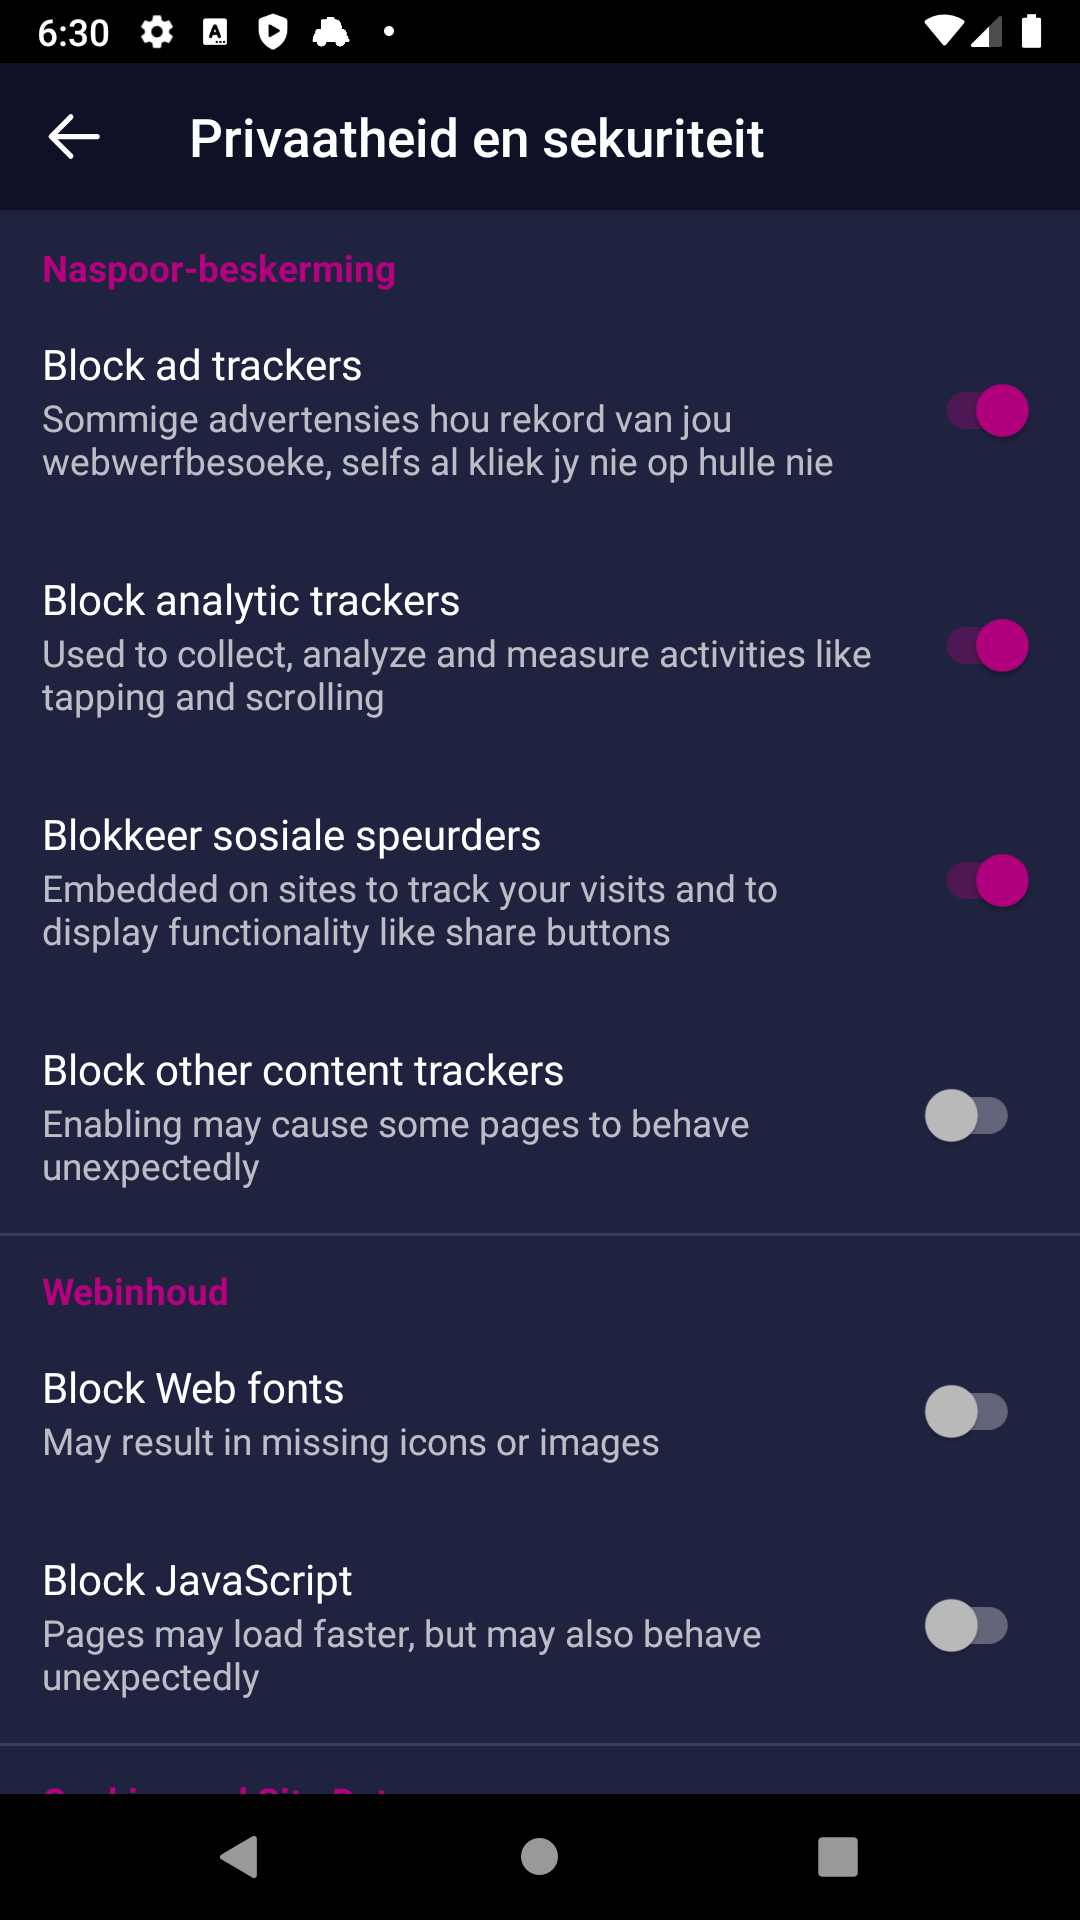 6:30
Privaatheid en sekuriteit
Naspoor-beskerming
Block ad trackers
Sommige advertensies hou rekord van jou
webwerfbesoeke, selfs al kliek jy nie op hulle nie
Block analytic trackers
Used to collect, analyze and measure activities like
tapping and scrolling
Blokkeer sosiale speurders
Embedded on sites to track your visits and to
display functionality like share buttons
Block other content trackers
Enabling may cause some pages to behave
unexpectedly
Webinhoud
Block Web fonts
May result in missing icons or images
Block JavaScript
Pages may load faster, but may also behave
unexpectedly